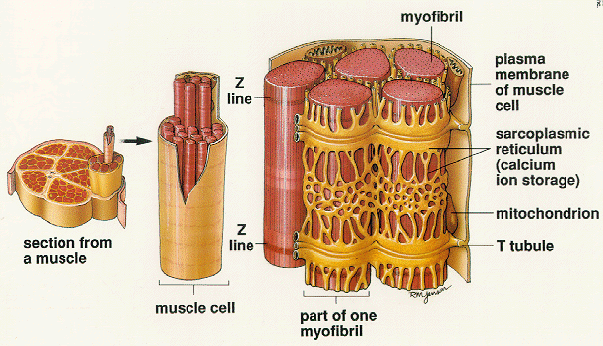 myofibril
Z
line
plasma
membrane
of muscle
cell
sarcoplasmic
reticulum
(calcium
ion storage)
mitochondrion
T tubule
Z
line
section from
a muscle
muscle cell
part of one
myofibril